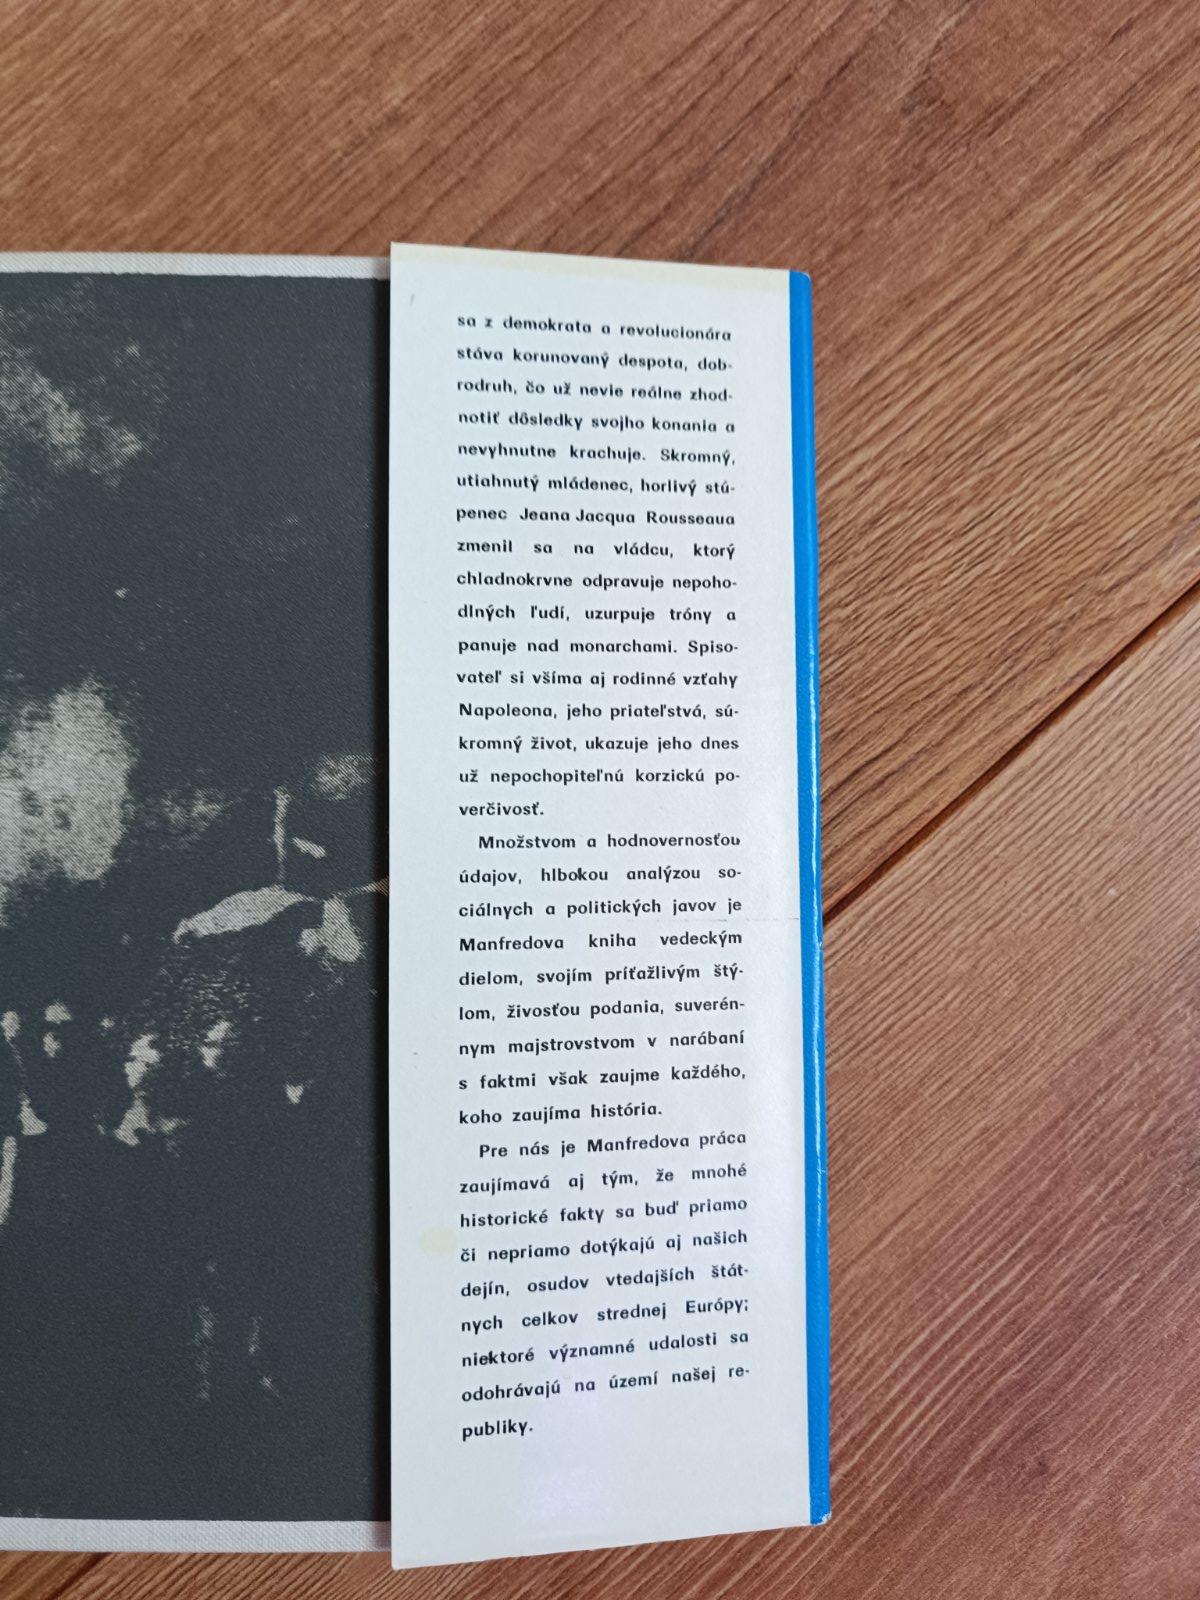 sa z demokrata a revolucionára
stáva korunovaný despota, dob-
rodruh, čo už nevie reálne zhod-
notiť dôsledky svojho konania a
nevyhnutne krachuje. Skromný,
utiahnutý mládenec, horlivý stú-
penec Jeana Jacqua Rousseaua
zmenil sa na vládcu, ktorý
chladnokrvne odpravuje nepoho-
dlných ľudí, uzurpuje tróny a
panuje nad monarchami. Spiso-
vateľ si všíma aj rodinné vzťahy
Napoleona, jeho priateľstvá, sú-
kromný život, ukazuje jeho dnes
už nepochopiteľnú korzickú po-
verčivosť.
Množstvom a hodnovernosťou
údajov, hlbokou analýzou so-
ciálnych a politických javov je
Manfredova kniha vedeckým
dielom, svojím príťažlivým štý-
lom, živosťou podania, suverén-
nym majstrovstvom v narábaní
s faktmi však zaujme každého,
koho zaujíma história.
Pre nás je Manfredova práca
zaujímavá aj tým, že mnohé
historické fakty sa buď priamo
či nepriamo dotýkajú aj našich
dejín, osudov vtedajších štát-
nych celkov strednej Európy;
niektoré významné udalosti sa
odohrávajú na území našej re-
publiky.